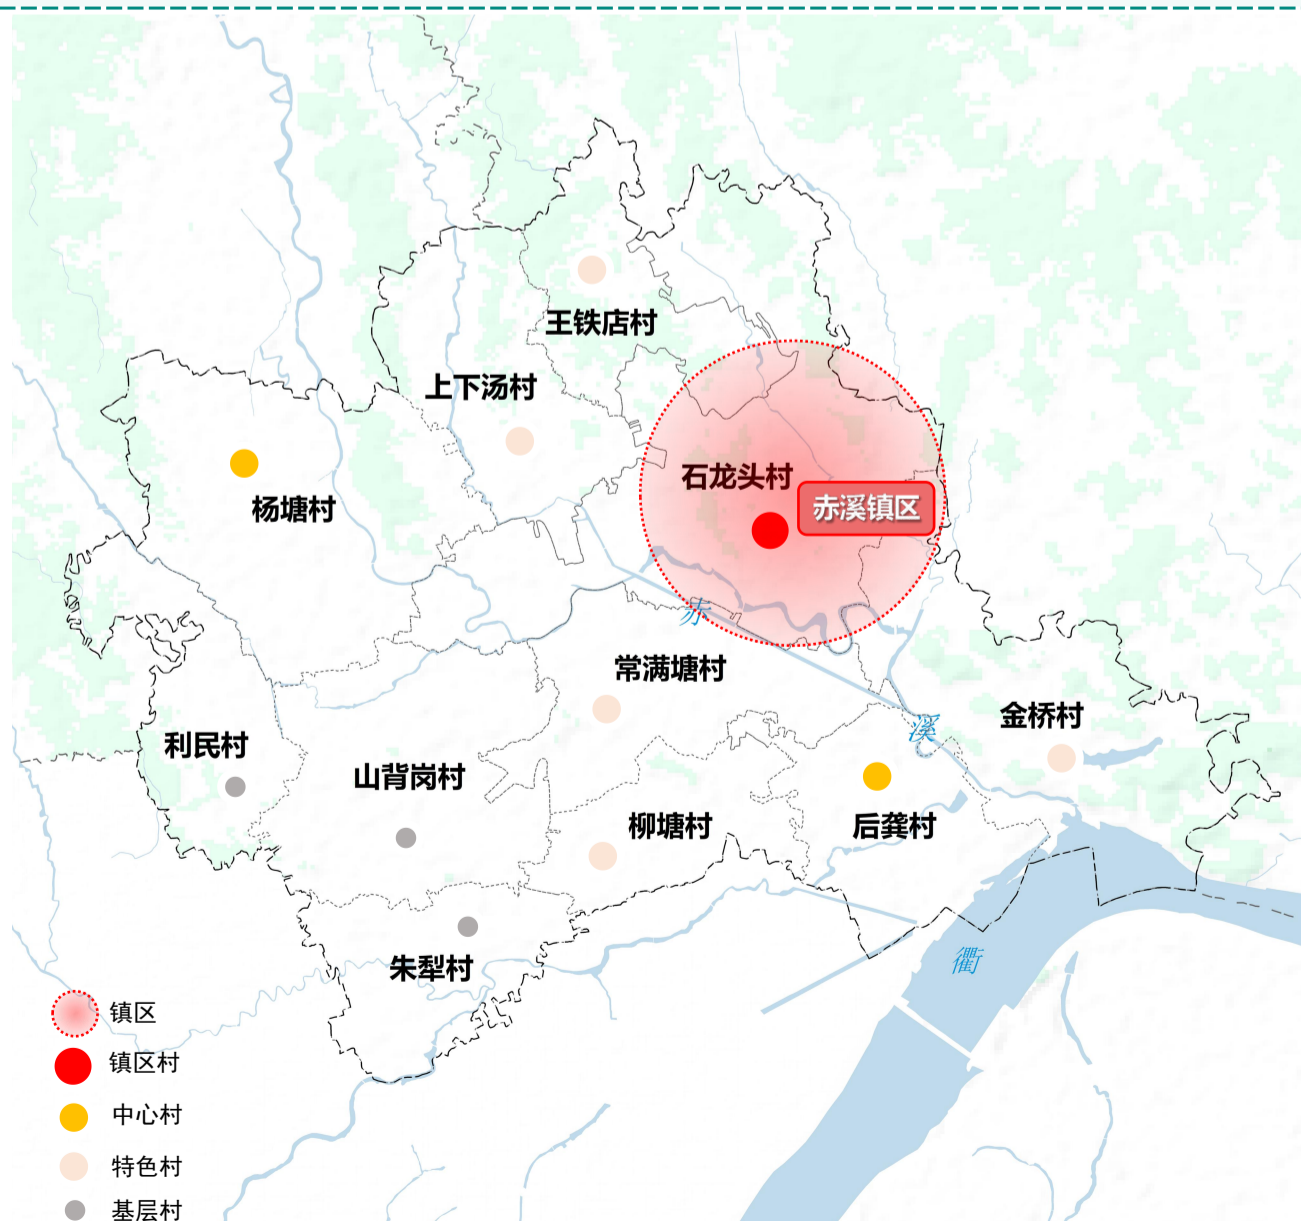 王铁店村
上下汤村
石龙头村
杨塘村
赤溪镇区
赤
常满塘村
溪
金桥村
利民村
山背岗村
柳塘村
后龚村
衢
朱犁村
镇区
镇区村
中心村
特色村
基层村